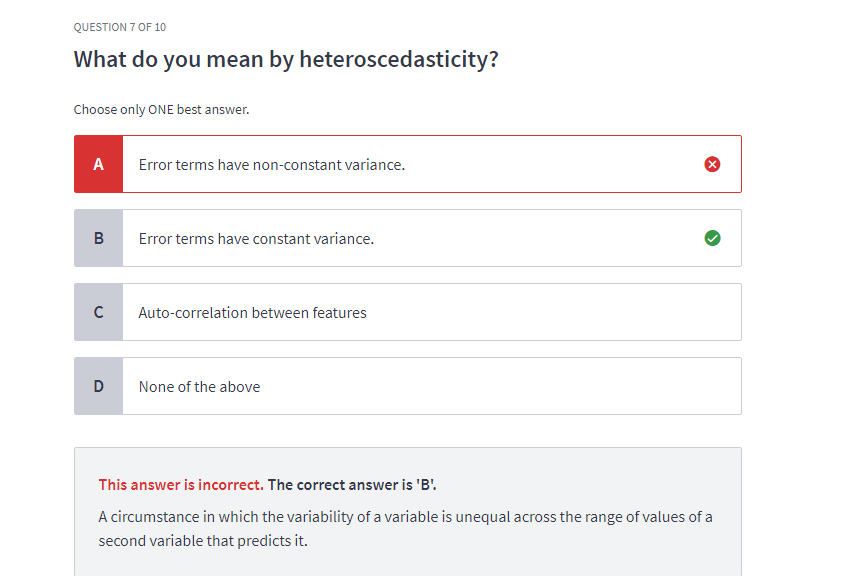 QUESTION 7 OF 10
What do you mean by heteroscedasticity?
Choose only ONE best answer.
A Error terms have non-constant variance.
B Error terms have constant variance.
C Auto-correlation between features
D None of the above
This answer is incorrect. The correct answer is 'B'.
A circumstance in which the variability of a variable is unequal across the range of values of a
second variable that predicts it.